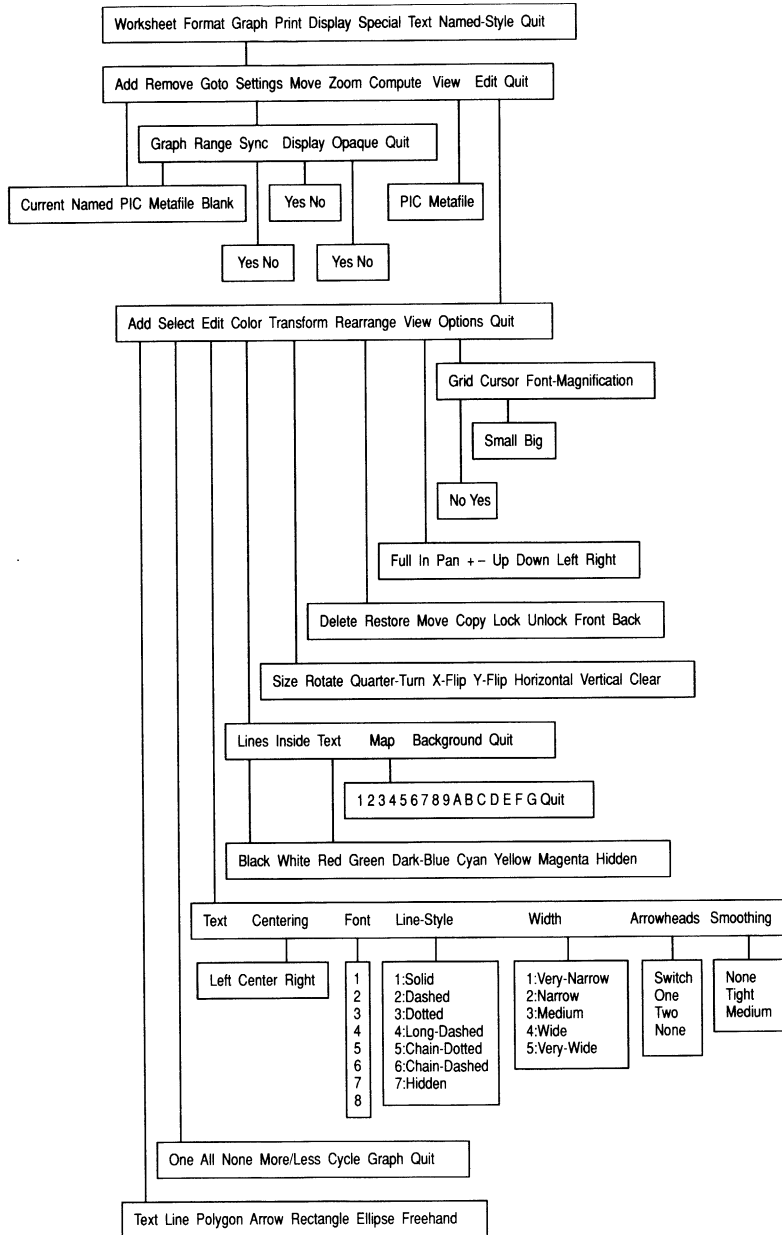 Worksheet Format Graph Print Display Special Text Named-Style Quit
Add Remove Goto Settings Move Zoom Compute View Edit Quit
Graph Range Sync Display Opaque Quit
Current Named PIC Metafile Blank
Yes No
PIC Metafile
Yes No
Yes No
Add Select Edit Color Transform Rearrange View Options Quit
Grid Cursor Font-Magnification
Small Big
No Yes
Full In Pan + – Up Down Left Right
Delete Restore Move Copy Lock Unlock Front Back
Size Rotate Quarter-Turn X-Flip Y-Flip Horizontal Vertical Clear
Lines Inside Text Map Background Quit
1 2 3 4 5 6 7 8 9 A B C D E F G Quit
Black White Red Green Dark-Blue Cyan Yellow Magenta Hidden
Text Centering Font Line-Style Width Arrowheads Smoothing
Left Center Right
1
2
3
4
5
6
7
8
1:Solid
2:Dashed
3:Dotted
4:Long-Dashed
5:Chain-Dotted
6:Chain-Dashed
7:Hidden
1:Very-Narrow
2:Narrow
3:Medium
4:Wide
5:Very-Wide
Switch
One
Two
None
None
Tight
Medium
One All None More/Less Cycle Graph Quit
Text Line Polygon Arrow Rectangle Ellipse Freehand